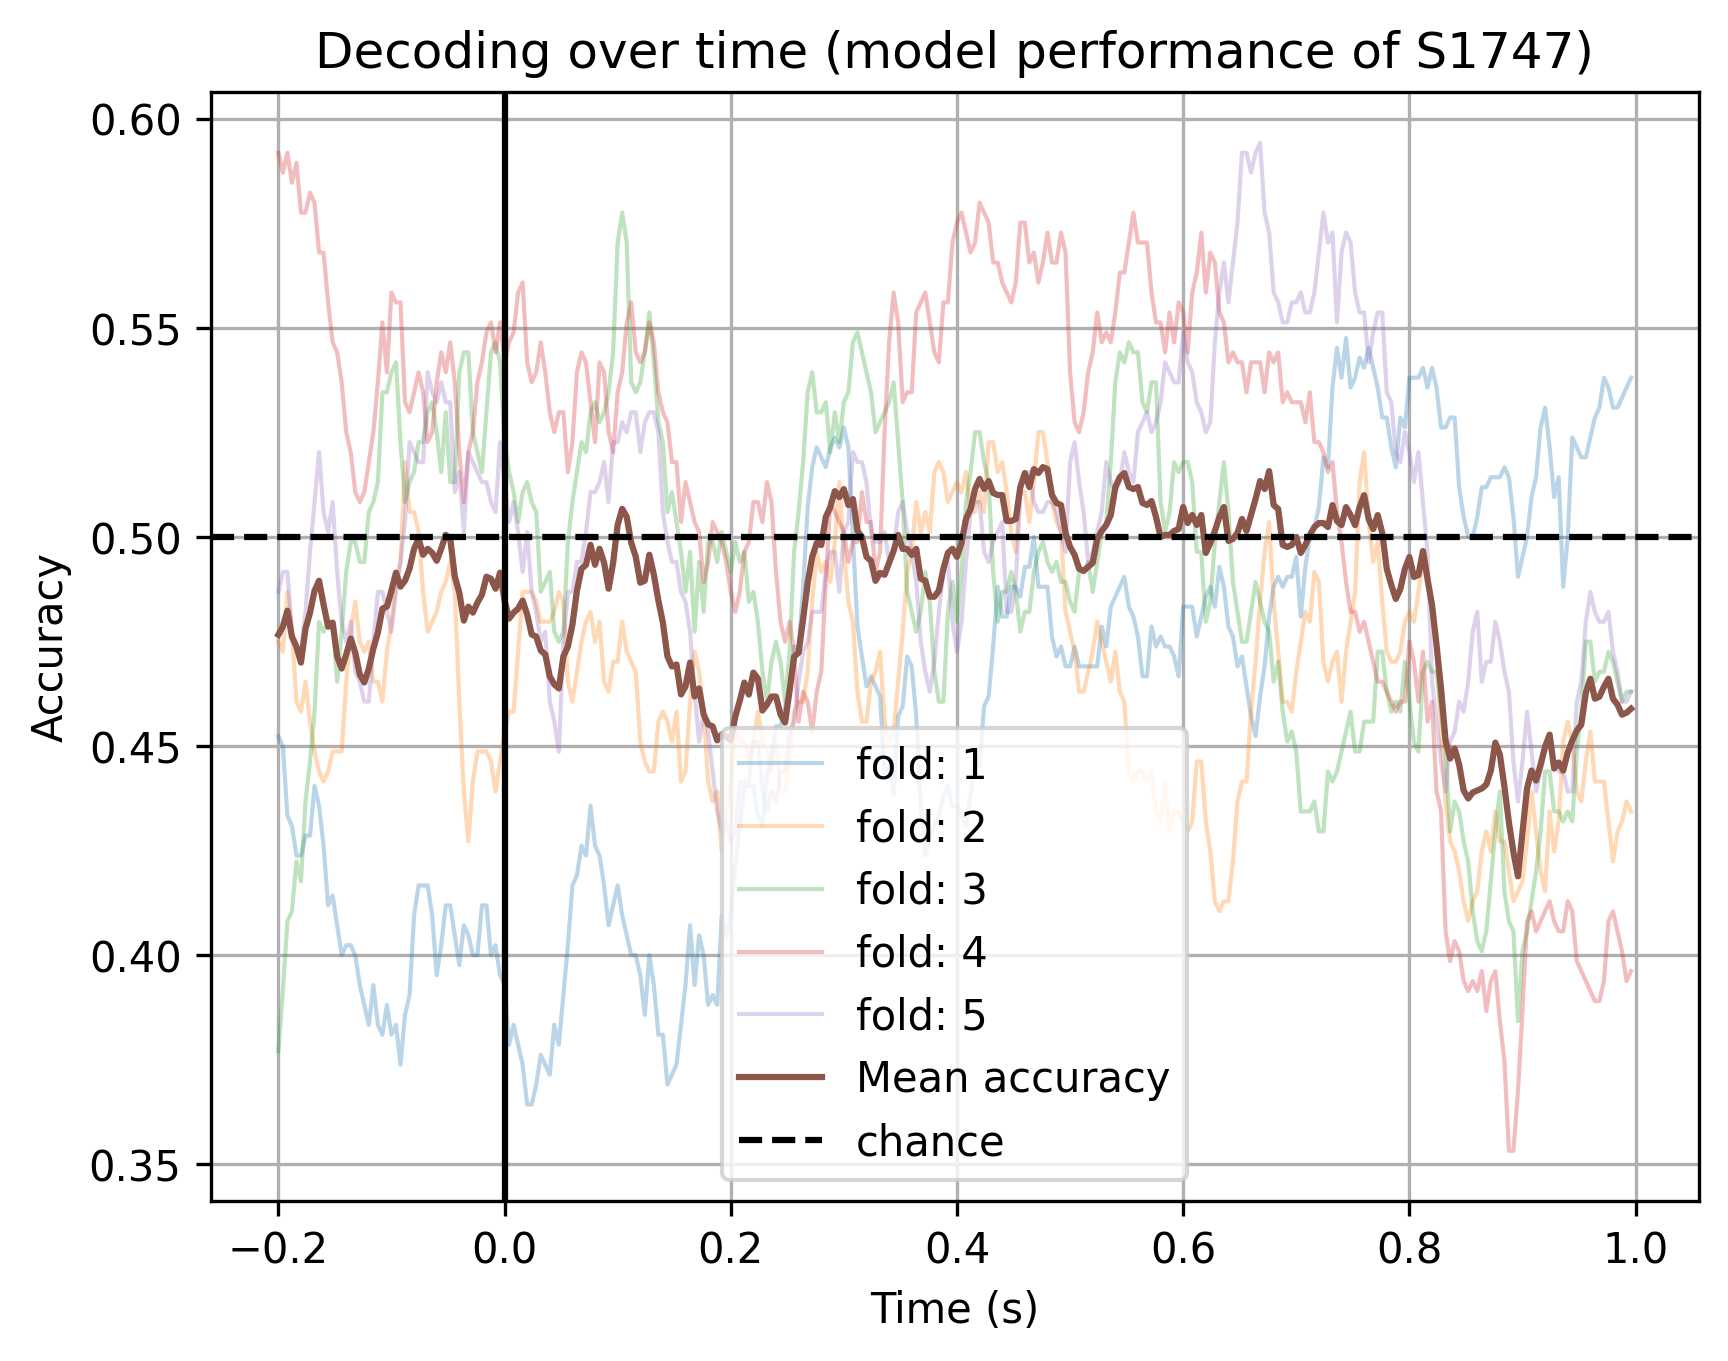 Decoding over time (model performance of S1747)
Accuracy
0.60
0.55
0.50
0.45
0.40
0.35
fold: 1
fold: 2
fold: 3
fold: 4
fold: 5
Mean accuracy
chance
−0.2 0.0 0.2 0.4 0.6 0.8 1.0
Time (s)